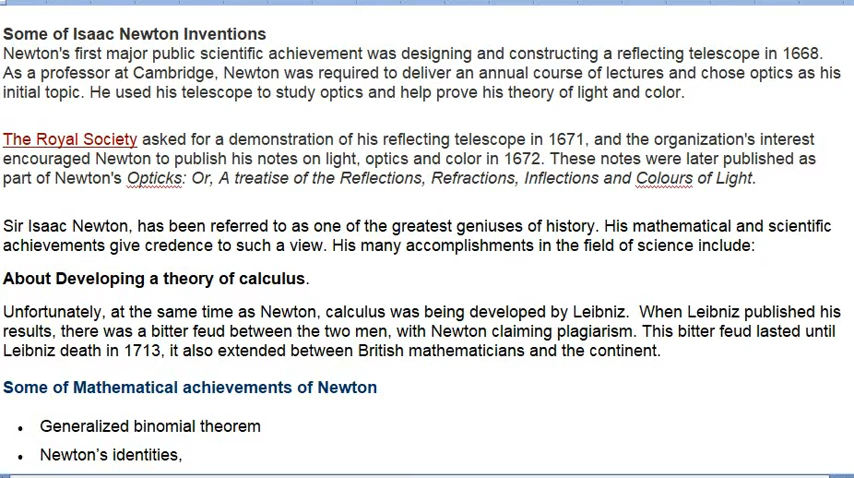 Some of Isaac Newton Inventions
Newton's first major public scientific achievement was designing and constructing a reflecting telescope in 1668.
As a professor at Cambridge, Newton was required to deliver an annual course of lectures and chose optics as his
initial topic. He used his telescope to study optics and help prove his theory of light and color.
The Royal Society asked for a demonstration of his reflecting telescope in 1671, and the organization's interest
encouraged Newton to publish his notes on light, optics and color in 1672. These notes were later published as
part of Newton's Opticks: Or, A treatise of the Reflections, Refractions, Inflections and Colours of Light.
Sir Isaac Newton, has been referred to as one of the greatest geniuses of history. His mathematical and scientific
achievements give credence to such a view. His many accomplishments in the field of science include:
About Developing a theory of calculus.
Unfortunately, at the same time as Newton, calculus was being developed by Leibniz.  When Leibniz published his
results, there was a bitter feud between the two men, with Newton claiming plagiarism. This bitter feud lasted until
Leibniz death in 1713, it also extended between British mathematicians and the continent.
Some of Mathematical achievements of Newton
• Generalized binomial theorem
• Newton's identities,